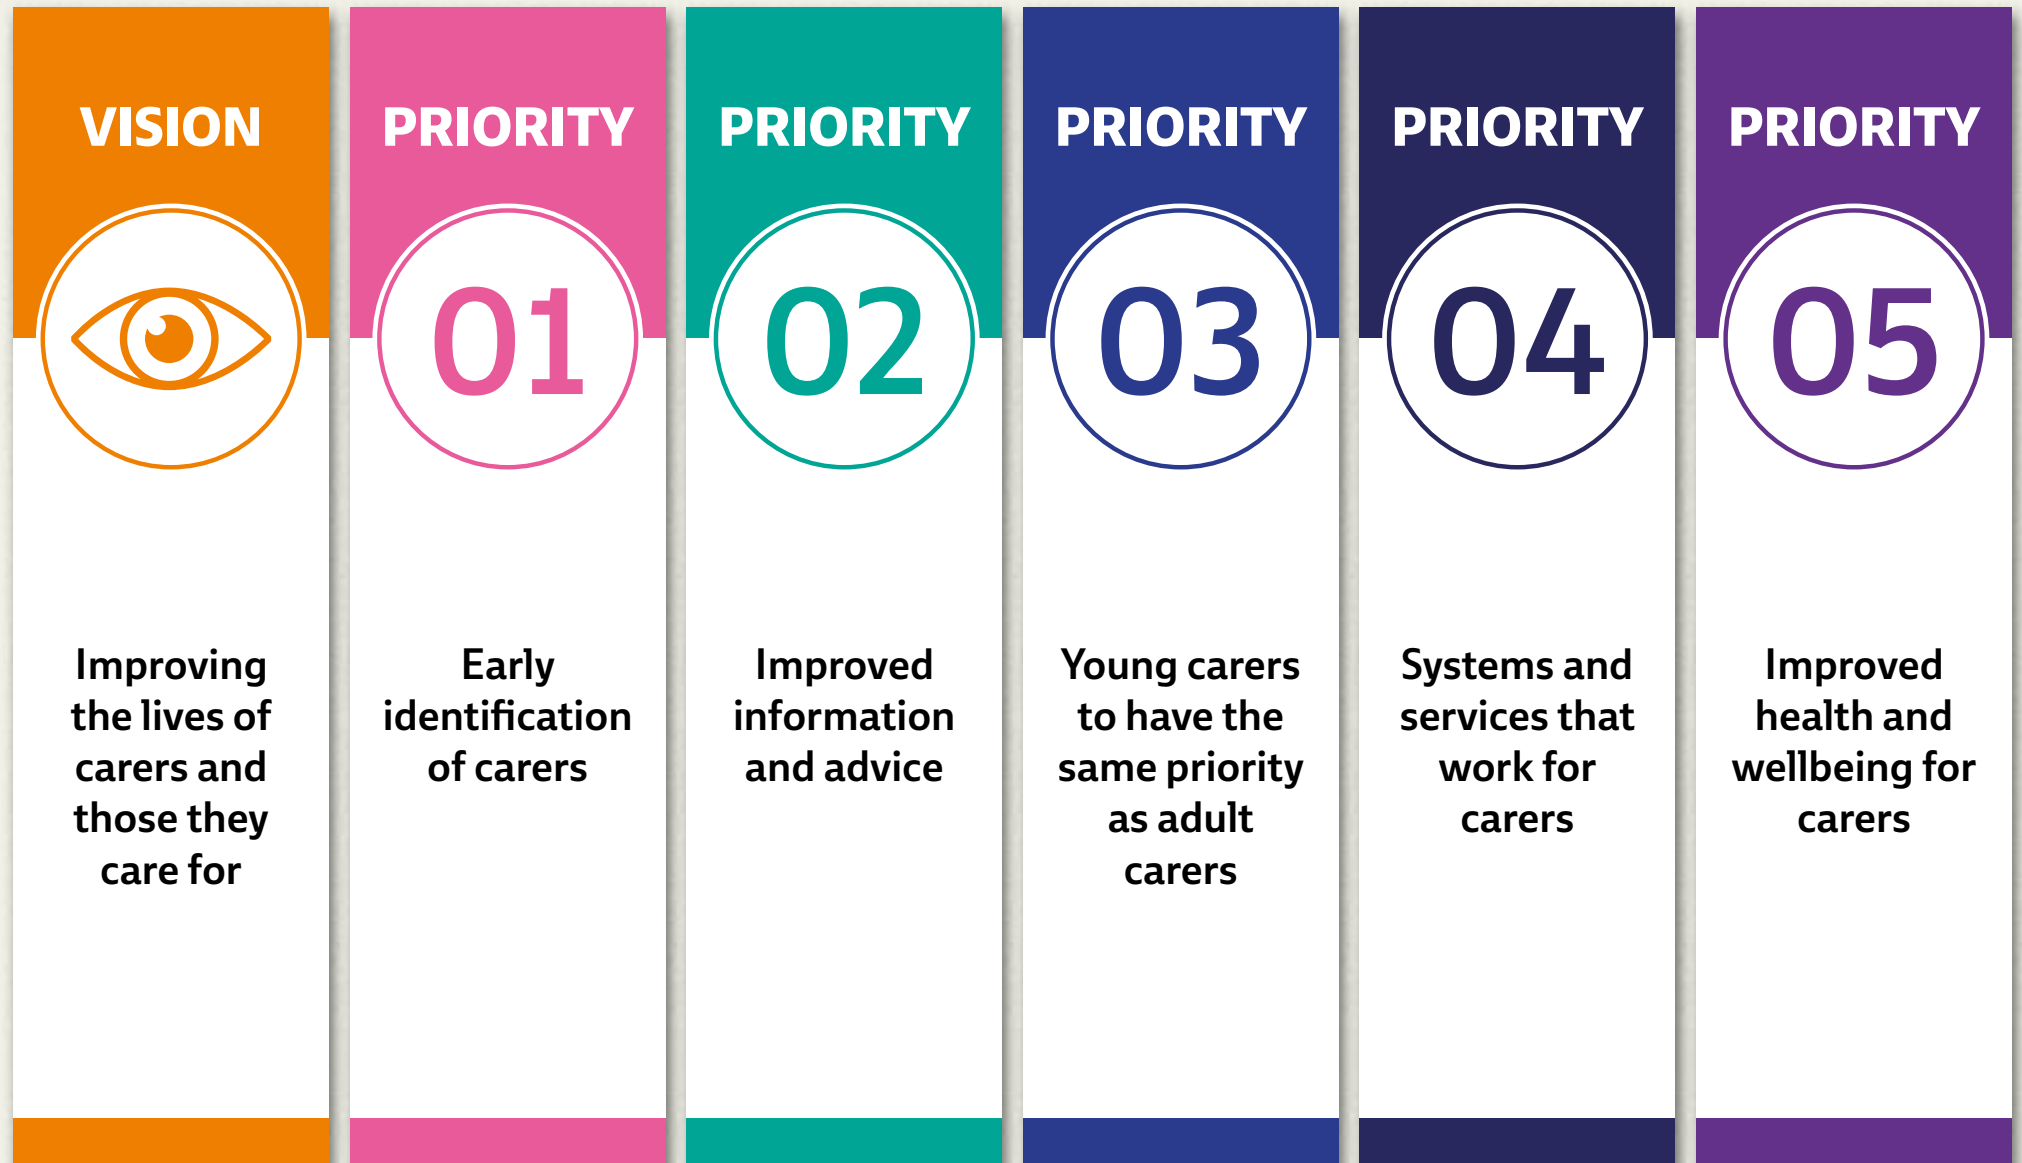 VISION
Improving
the lives of
carers and
those they
care for
PRIORITY
01
Early
identification
of carers
PRIORITY
02
Improved
information
and advice
PRIORITY
03
Young carers
to have the
same priority
as adult
carers
PRIORITY
04
Systems and
services that
work for
carers
PRIORITY
05
Improved
health and
wellbeing for
carers